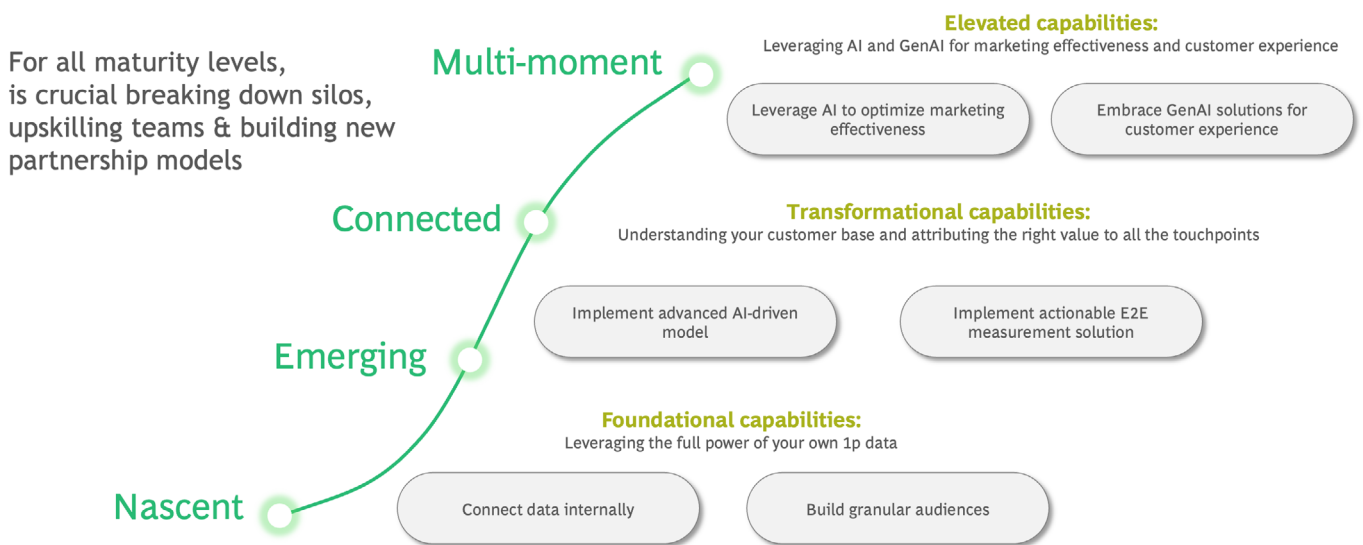 For all maturity levels,
is crucial breaking down silos,
upskilling teams & building new
partnership models
Multi-moment
Elevated capabilities:
Leveraging AI and GenAI for marketing effectiveness and customer experience
Leverage AI to optimize marketing
effectiveness
Embrace GenAI solutions for
customer experience
Connected
Transformational capabilities:
Understanding your customer base and attributing the right value to all the touchpoints
Implement advanced AI-driven
model
Implement actionable E2E
measurement solution
Emerging
Foundational capabilities:
Leveraging the full power of your own 1p data
Nascent
Connect data internally
Build granular audiences